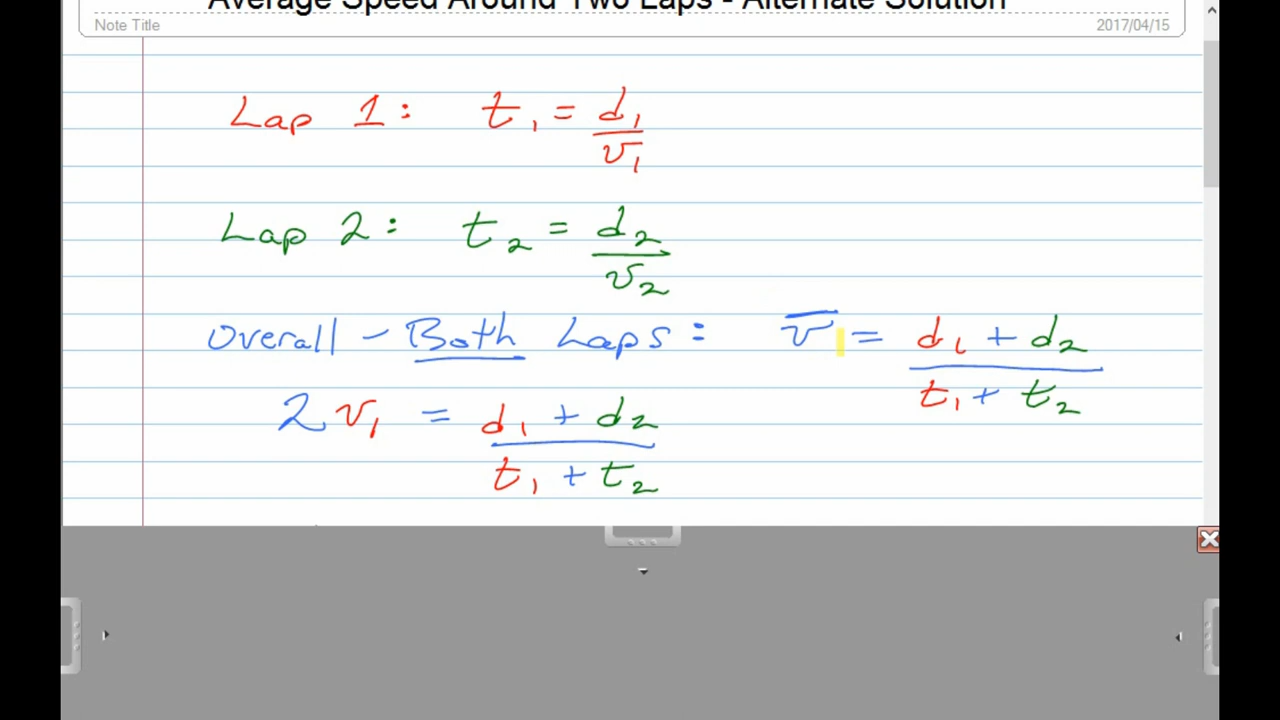 Average Speed Around Two Laps - Alternate Solution
Note Title
2017/04/15
Lap 1: t₁ = d₁/v₁
Lap 2: t₂ = d₂/v₂
Overall - Both Laps: v̅ = (d₁ + d₂)/(t₁ + t₂)
2v₁ = (d₁ + d₂)/(t₁ + t₂)